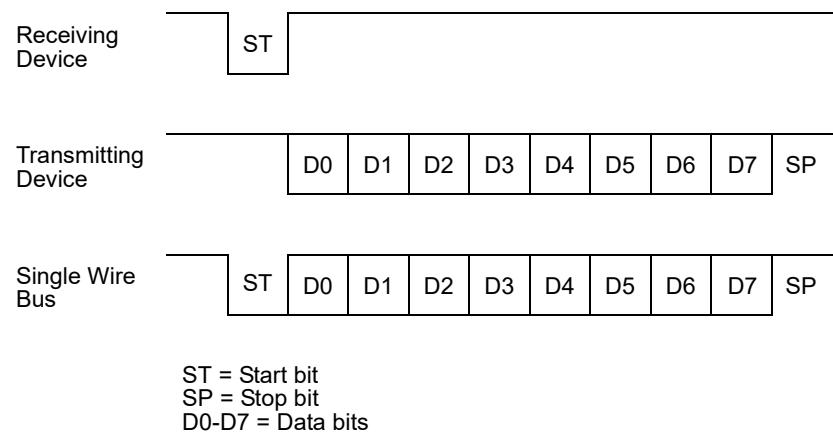 Receiving
Device
ST
Transmitting
Device
D0 D1 D2 D3 D4 D5 D6 D7 SP
Single Wire
Bus
ST D0 D1 D2 D3 D4 D5 D6 D7 SP
ST = Start bit
SP = Stop bit
D0-D7 = Data bits